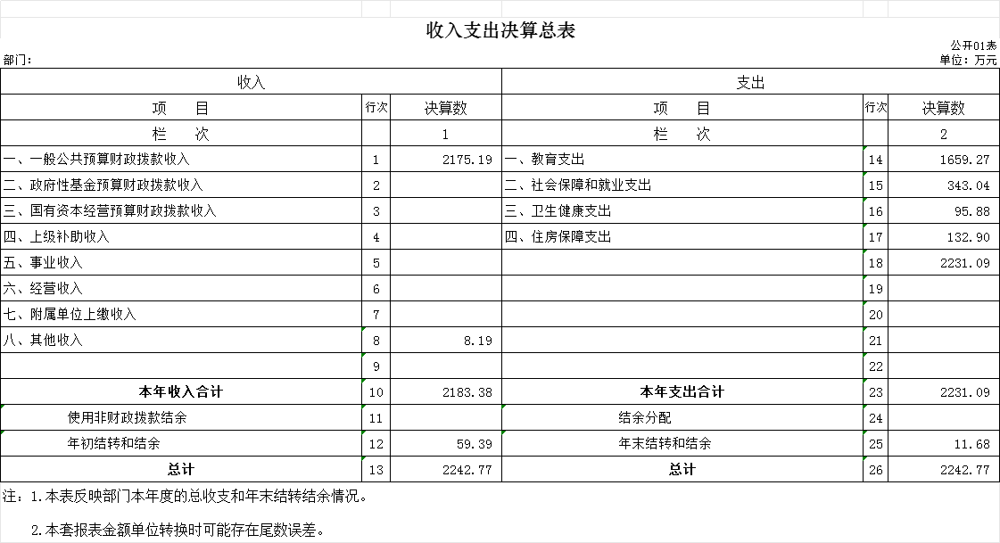 收入支出决算总表
公开01表
部门： 单位：万元
收入 支出
项 目 行次 决算数 项 目 行次 决算数
栏 次 1 栏 次 2
一、一般公共预算财政拨款收入 1 2175.19 一、教育支出 14 1659.27
二、政府性基金预算财政拨款收入 2 二、社会保障和就业支出 15 343.04
三、国有资本经营预算财政拨款收入 3 三、卫生健康支出 16 95.88
四、上级补助收入 4 四、住房保障支出 17 132.90
五、事业收入 5 18 2231.09
六、经营收入 6 19
七、附属单位上缴收入 7 20
八、其他收入 8 8.19 21
9 22
本年收入合计 10 2183.38 本年支出合计 23 2231.09
使用非财政拨款结余 11 结余分配 24
年初结转和结余 12 59.39 年末结转和结余 25 11.68
总计 13 2242.77 总计 26 2242.77
注：1.本表反映部门本年度的总收支和年末结转结余情况。
2.本套报表金额单位转换时可能存在尾数误差。